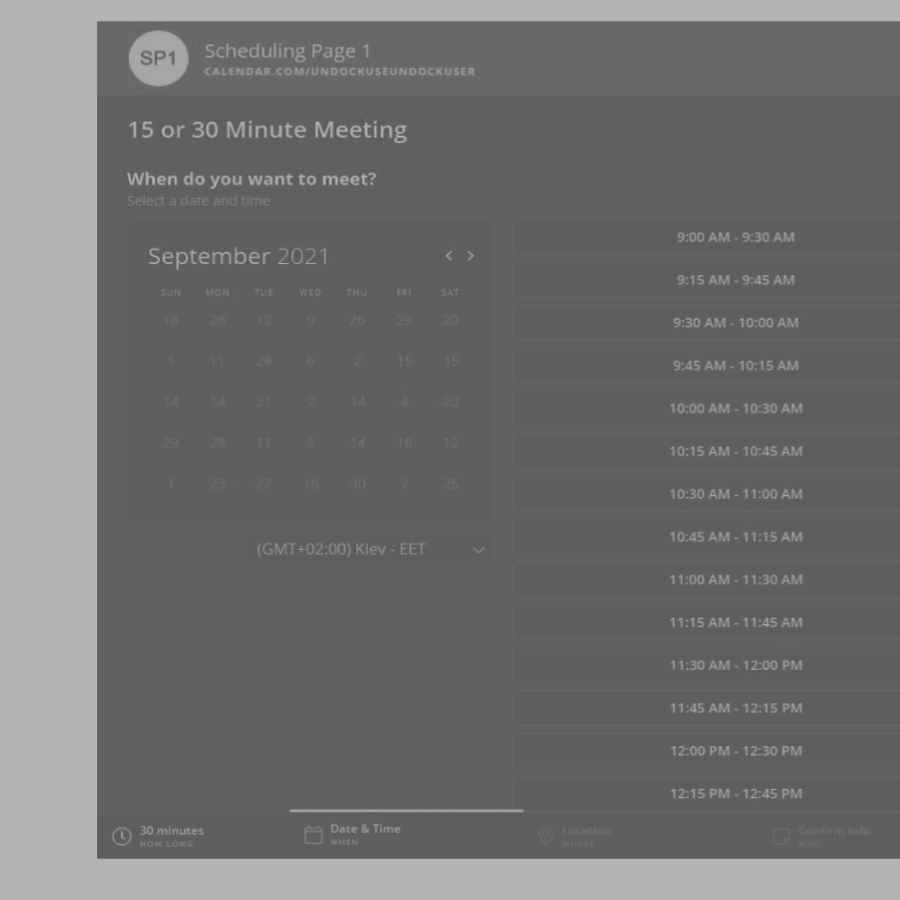 SP1
Scheduling Page 1
CALENDAR.COM/UNDOCKUSEUNDOCKUSER
15 or 30 Minute Meeting
When do you want to meet?
Select a date and time
September 2021
SUN MON TUE WED THU FRI SAT
18 28 12 9 26 29 20
1 11 28 6 2 15 15
14 14 21 2 14 4 20
29 28 11 5 14 16 12
1 23 27 16 30 7 25
(GMT+02:00) Kiev - EET
9:00 AM - 9:30 AM
9:15 AM - 9:45 AM
9:30 AM - 10:00 AM
9:45 AM - 10:15 AM
10:00 AM - 10:30 AM
10:15 AM - 10:45 AM
10:30 AM - 11:00 AM
10:45 AM - 11:15 AM
11:00 AM - 11:30 AM
11:15 AM - 11:45 AM
11:30 AM - 12:00 PM
11:45 AM - 12:15 PM
12:00 PM - 12:30 PM
12:15 PM - 12:45 PM
30 minutes
HOW LONG
Date & Time
WHEN
Location
WHERE
Confirm Info
WHO